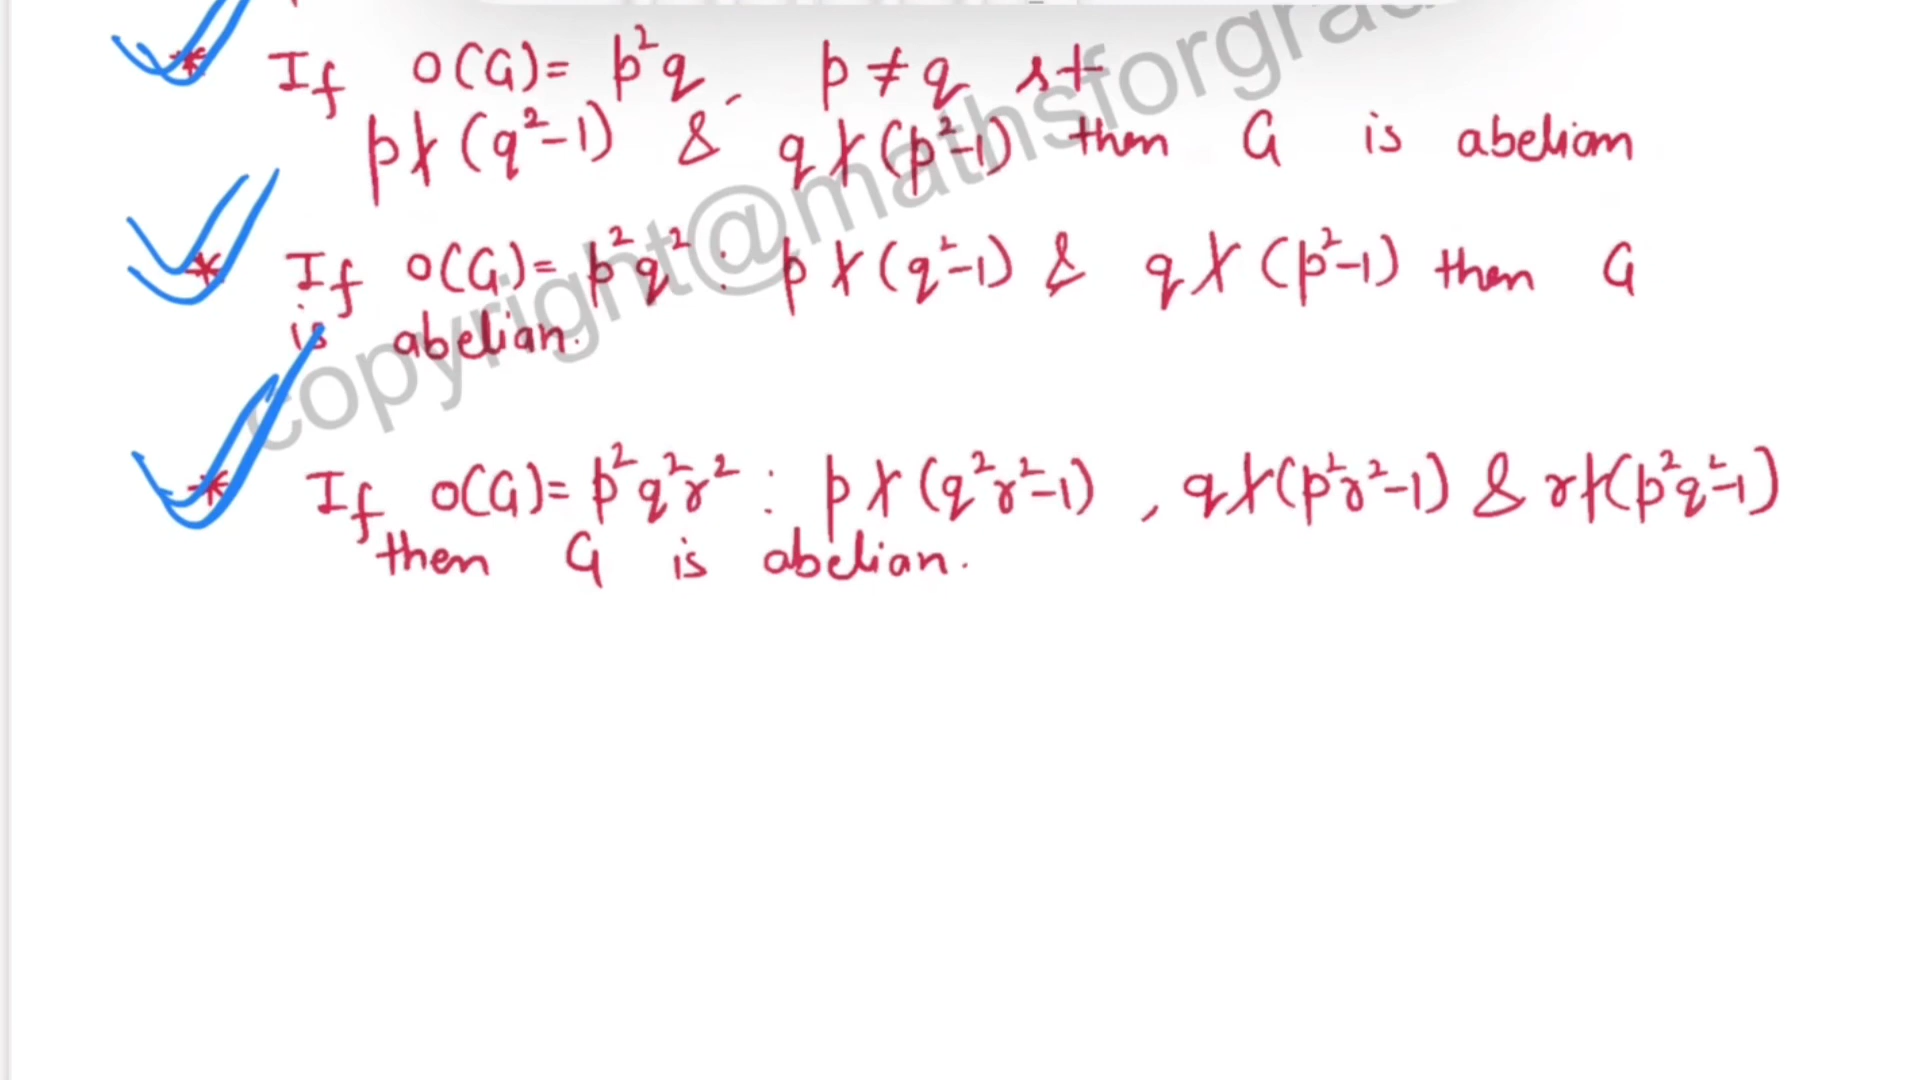 * If o(G) = p²q, p ≠ q st
p∤(q²-1) & q∤(p²-1) then G is abelian
* If o(G) = p²q² : p∤(q²-1) & q∤(p²-1) then G
is abelian.
* If o(G) = p²q²r² : p∤(q²r²-1) , q∤(p²r²-1) & r∤(p²q²-1)
then G is abelian.
copyright@mathsforgrad